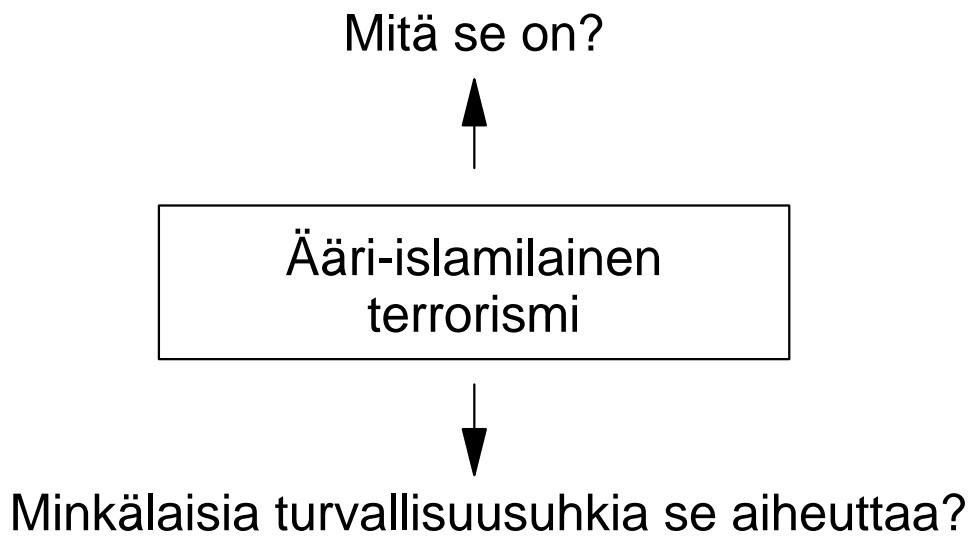 Mitä se on?
Ääri-islamilainen
terrorismi
Minkälaisia turvallisuusuhkia se aiheuttaa?